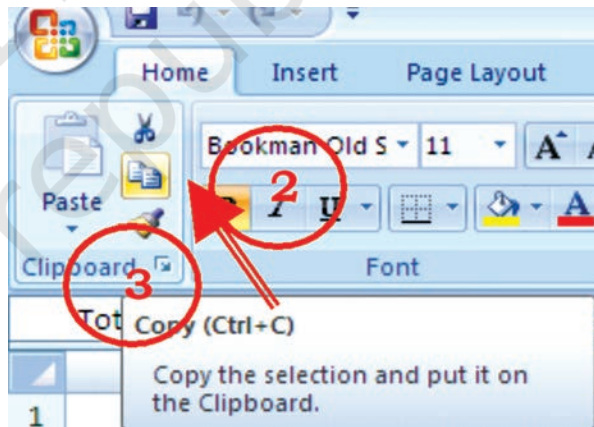 Home Insert Page Layout
Bookman Old S 11 A
Paste
2
I U A
Clipboard Font
3
Tot
Copy (Ctrl+C)
Copy the selection and put it on
the Clipboard.
1